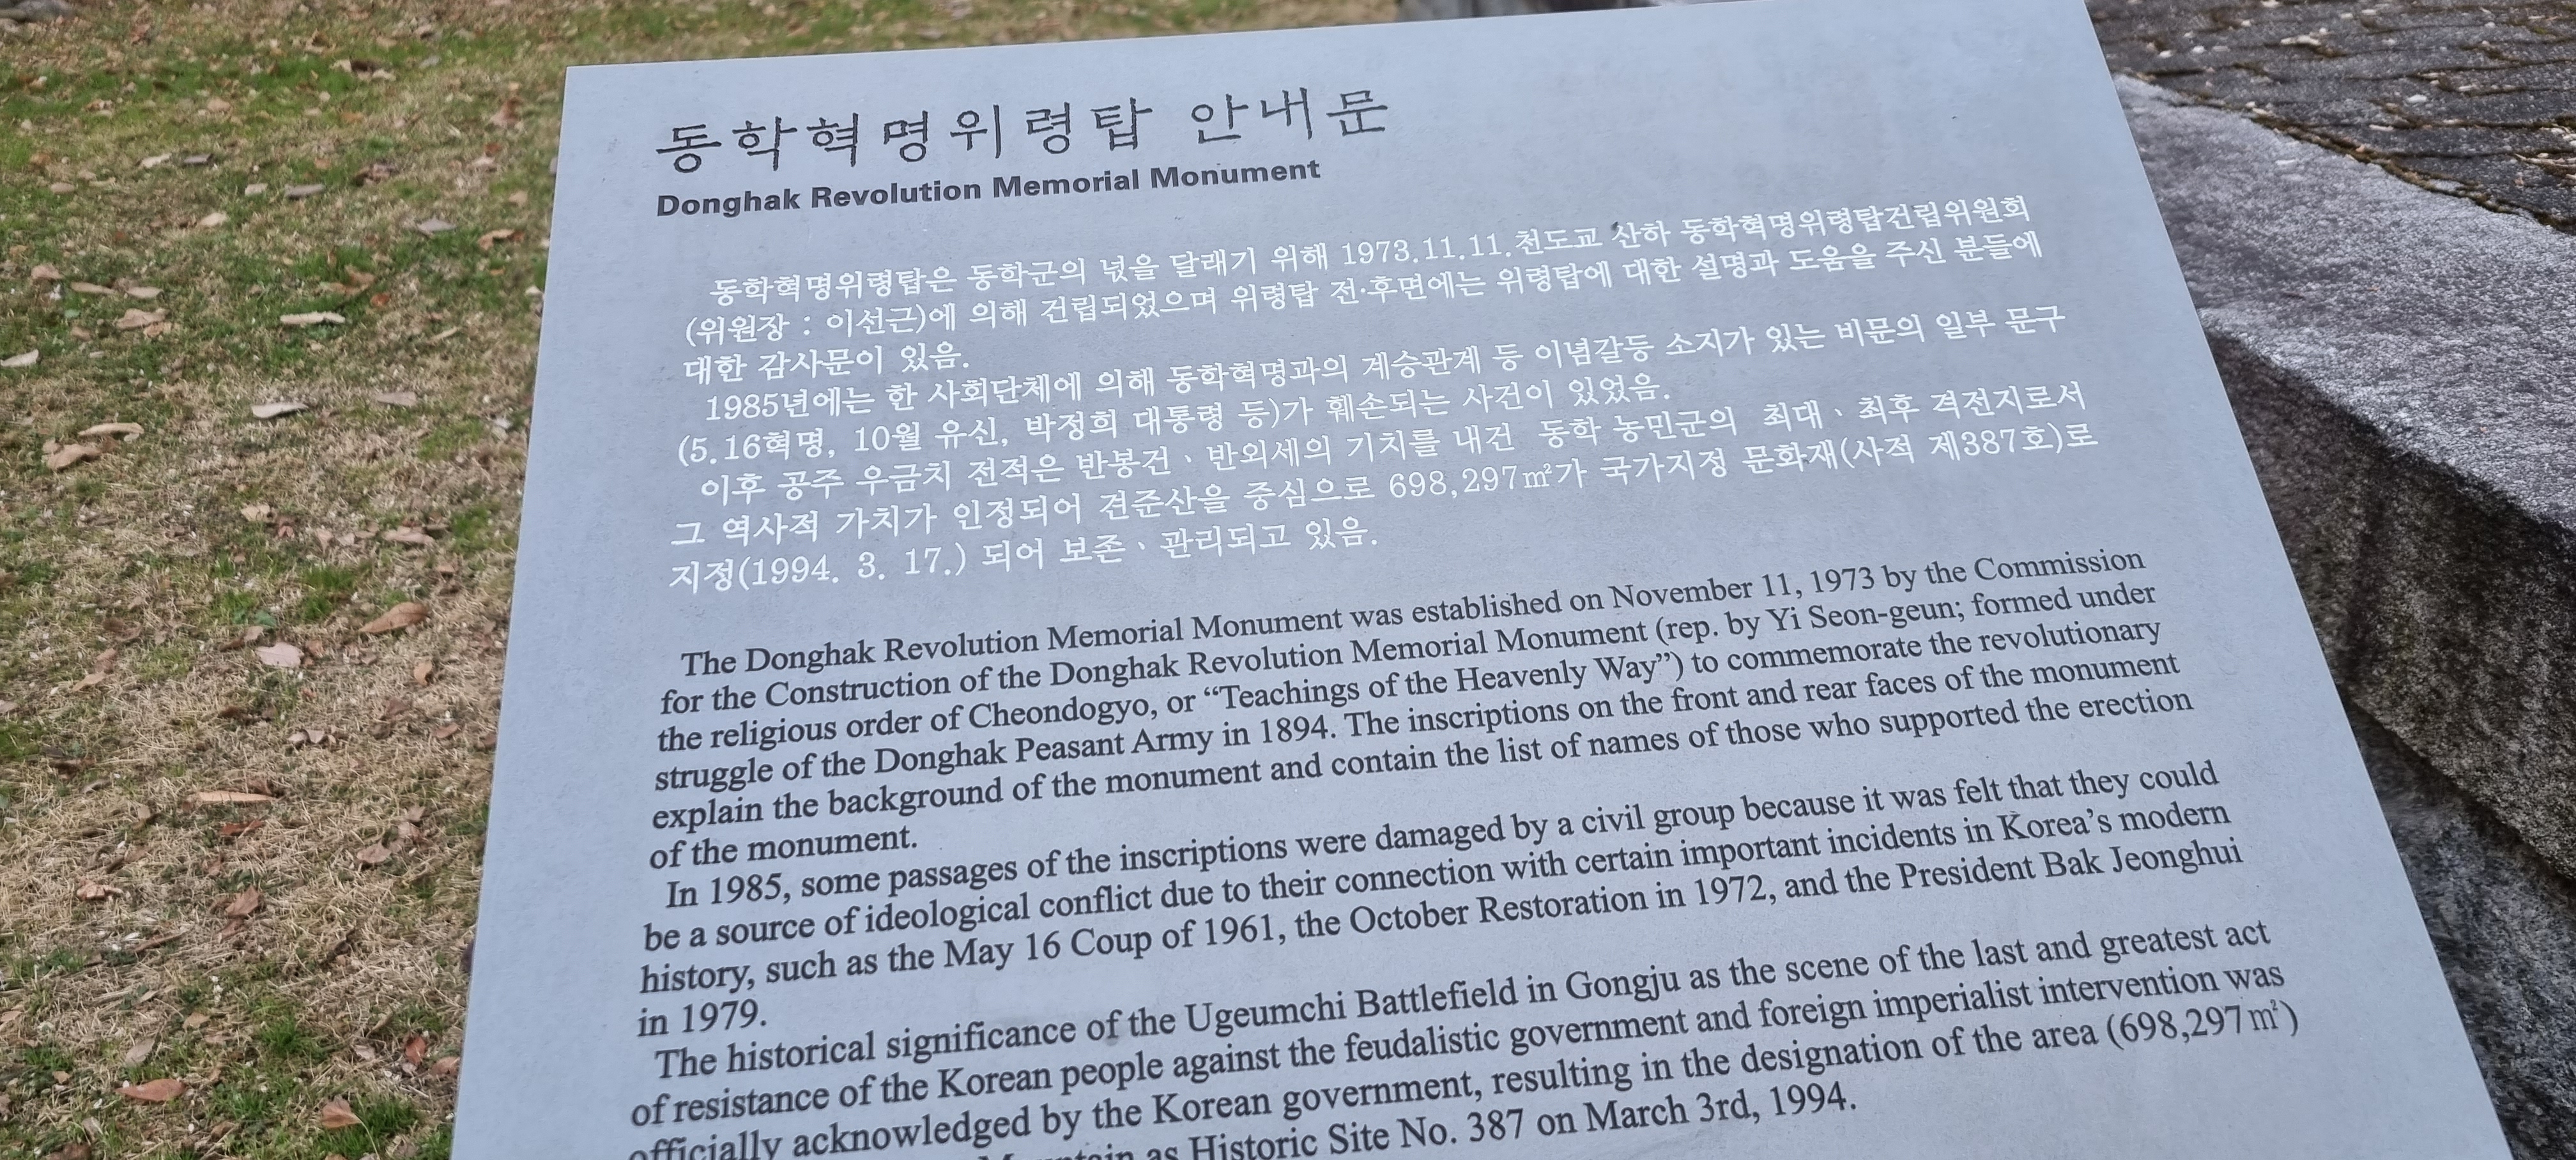 동학혁명위령탑 안내문
Donghak Revolution Memorial Monument
동학혁명위령탑은 동학군의 넋을 달래기 위해 1973.11.11.천도교 산하 동학혁명위령탑건립위원회
(위원장 : 이선근)에 의해 건립되었으며 위령탑 전·후면에는 위령탑에 대한 설명과 도움을 주신 분들에
대한 감사문이 있음.
1985년에는 한 사회단체에 의해 동학혁명과의 계승관계 등 이념갈등 소지가 있는 비문의 일부 문구
(5.16혁명, 10월 유신, 박정희 대통령 등)가 훼손되는 사건이 있었음.
이후 공주 우금치 전적은 반봉건、반외세의 기치를 내건 동학 농민군의 최대、최후 격전지로서
그 역사적 가치가 인정되어 견준산을 중심으로 698,297㎡가 국가지정 문화재(사적 제387호)로
지정(1994. 3. 17.) 되어 보존、관리되고 있음.
The Donghak Revolution Memorial Monument was established on November 11, 1973 by the Commission
for the Construction of the Donghak Revolution Memorial Monument (rep. by Yi Seon-geun; formed under
the religious order of Cheondogyo, or “Teachings of the Heavenly Way”) to commemorate the revolutionary
struggle of the Donghak Peasant Army in 1894. The inscriptions on the front and rear faces of the monument
explain the background of the monument and contain the list of names of those who supported the erection
of the monument.
In 1985, some passages of the inscriptions were damaged by a civil group because it was felt that they could
be a source of ideological conflict due to their connection with certain important incidents in Korea’s modern
history, such as the May 16 Coup of 1961, the October Restoration in 1972, and the President Bak Jeonghui
in 1979.
The historical significance of the Ugeumchi Battlefield in Gongju as the scene of the last and greatest act
of resistance of the Korean people against the feudalistic government and foreign imperialist intervention was
officially acknowledged by the Korean government, resulting in the designation of the area (698,297㎡)
Mountain as Historic Site No. 387 on March 3rd, 1994.